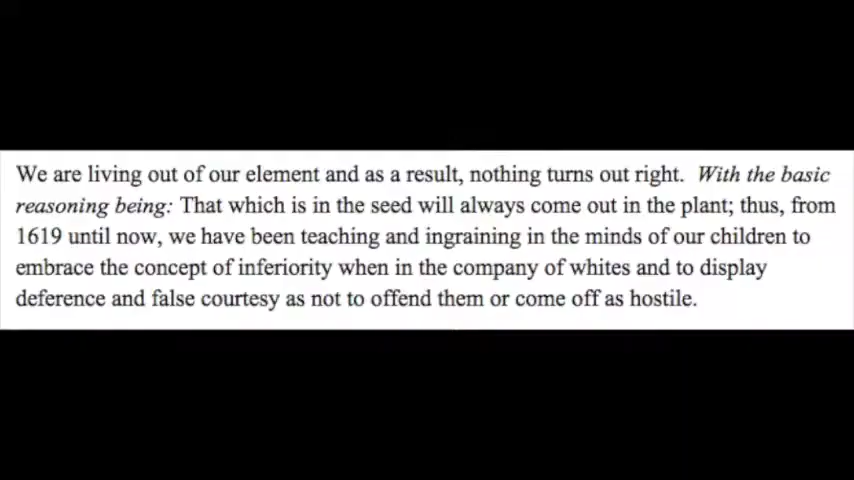 We are living out of our element and as a result, nothing turns out right. With the basic
reasoning being: That which is in the seed will always come out in the plant; thus, from
1619 until now, we have been teaching and ingraining in the minds of our children to
embrace the concept of inferiority when in the company of whites and to display
deference and false courtesy as not to offend them or come off as hostile.